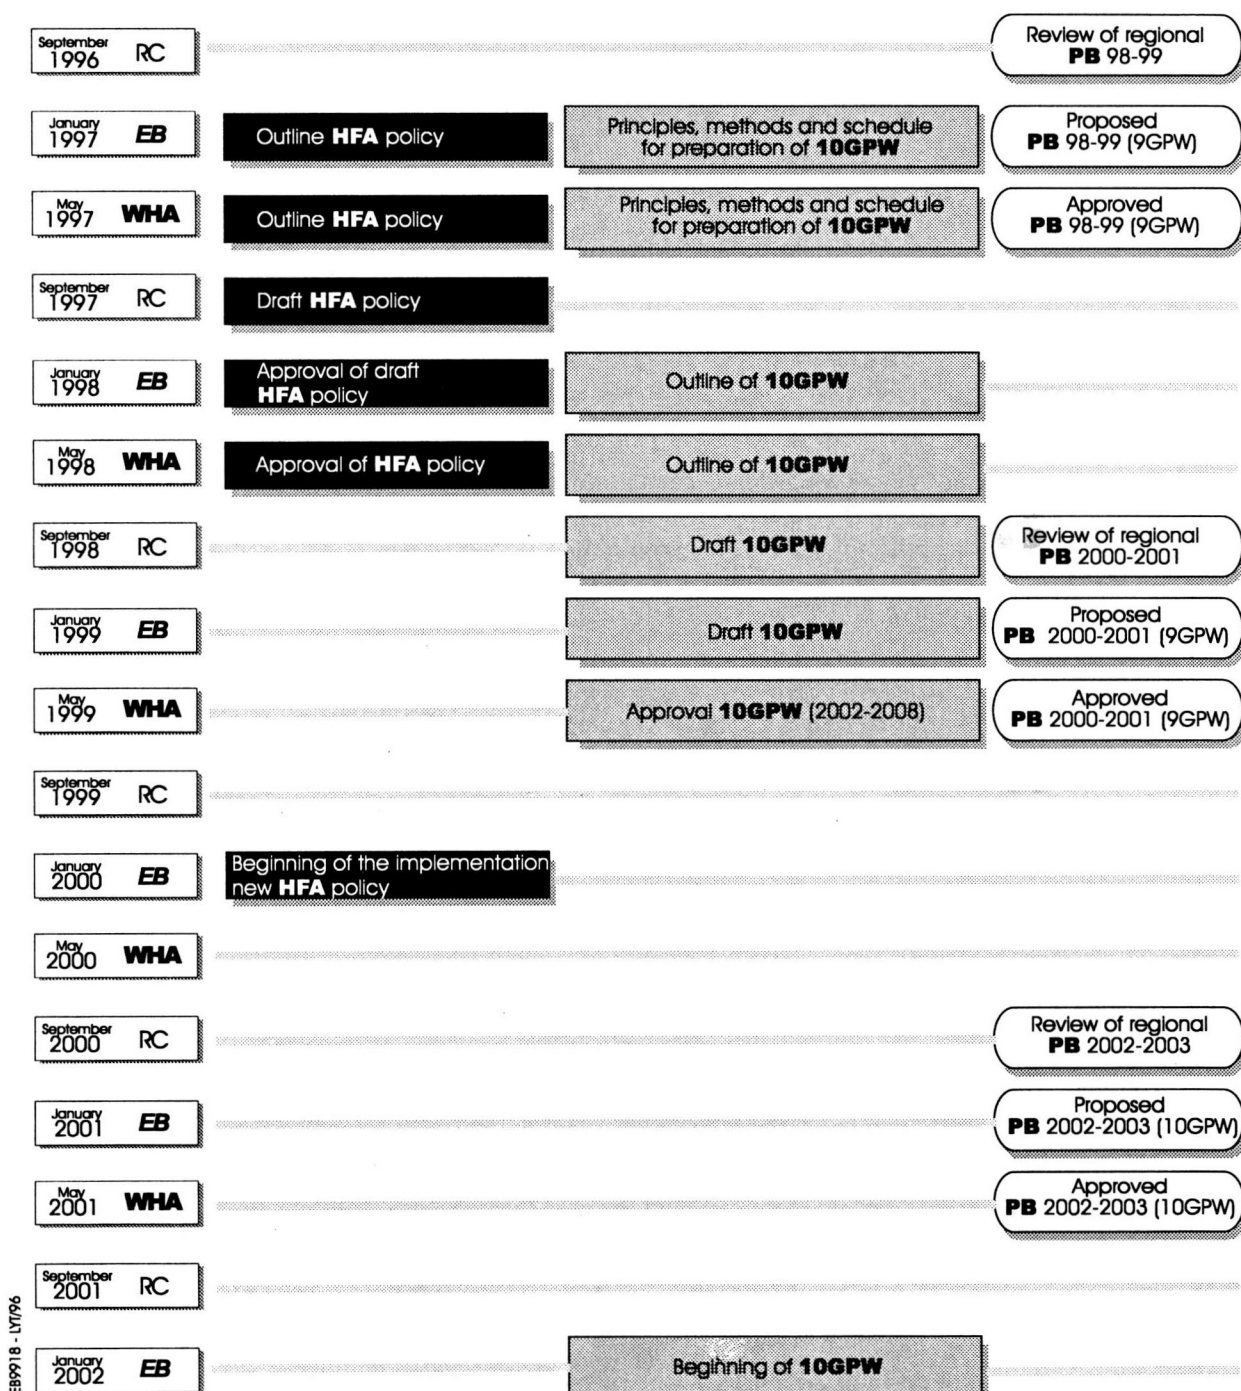 September
1996 RC
Review of regional
PB 98-99
January
1997 EB
Outline HFA policy
Principles, methods and schedule
for preparation of 10GPW
Proposed
PB 98-99 (9GPW)
May
1997 WHA
Outline HFA policy
Principles, methods and schedule
for preparation of 10GPW
Approved
PB 98-99 (9GPW)
September
1997 RC
Draft HFA policy
January
1998 EB
Approval of draft
HFA policy
Outline of 10GPW
May
1998 WHA
Approval of HFA policy
Outline of 10GPW
September
1998 RC
Draft 10GPW
Review of regional
PB 2000-2001
January
1999 EB
Draft 10GPW
Proposed
PB 2000-2001 (9GPW)
May
1999 WHA
Approval 10GPW (2002-2008)
Approved
PB 2000-2001 (9GPW)
September
1999 RC
January
2000 EB
Beginning of the implementation
new HFA policy
May
2000 WHA
September
2000 RC
Review of regional
PB 2002-2003
January
2001 EB
Proposed
PB 2002-2003 (10GPW)
May
2001 WHA
Approved
PB 2002-2003 (10GPW)
September
2001 RC
January
2002 EB
Beginning of 10GPW
EB9918 - LYT/96